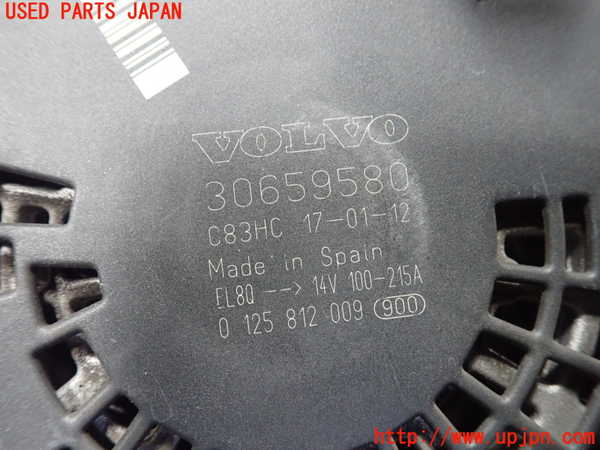 USED PARTS JAPAN
VOLVO
30659580
C83HC 17-01-12
Made in Spain
EL8Q --> 14V 100-215A
0 125 812 009 900
http://www.upjpn.com